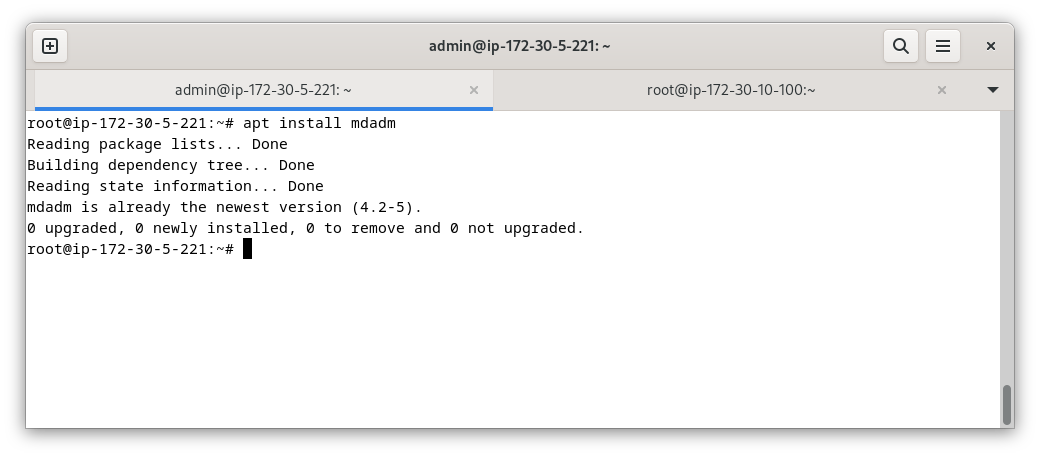 admin@ip-172-30-5-221: ~
admin@ip-172-30-5-221: ~
root@ip-172-30-10-100:~
root@ip-172-30-5-221:~# apt install mdadm
Reading package lists... Done
Building dependency tree... Done
Reading state information... Done
mdadm is already the newest version (4.2-5).
0 upgraded, 0 newly installed, 0 to remove and 0 not upgraded.
root@ip-172-30-5-221:~#